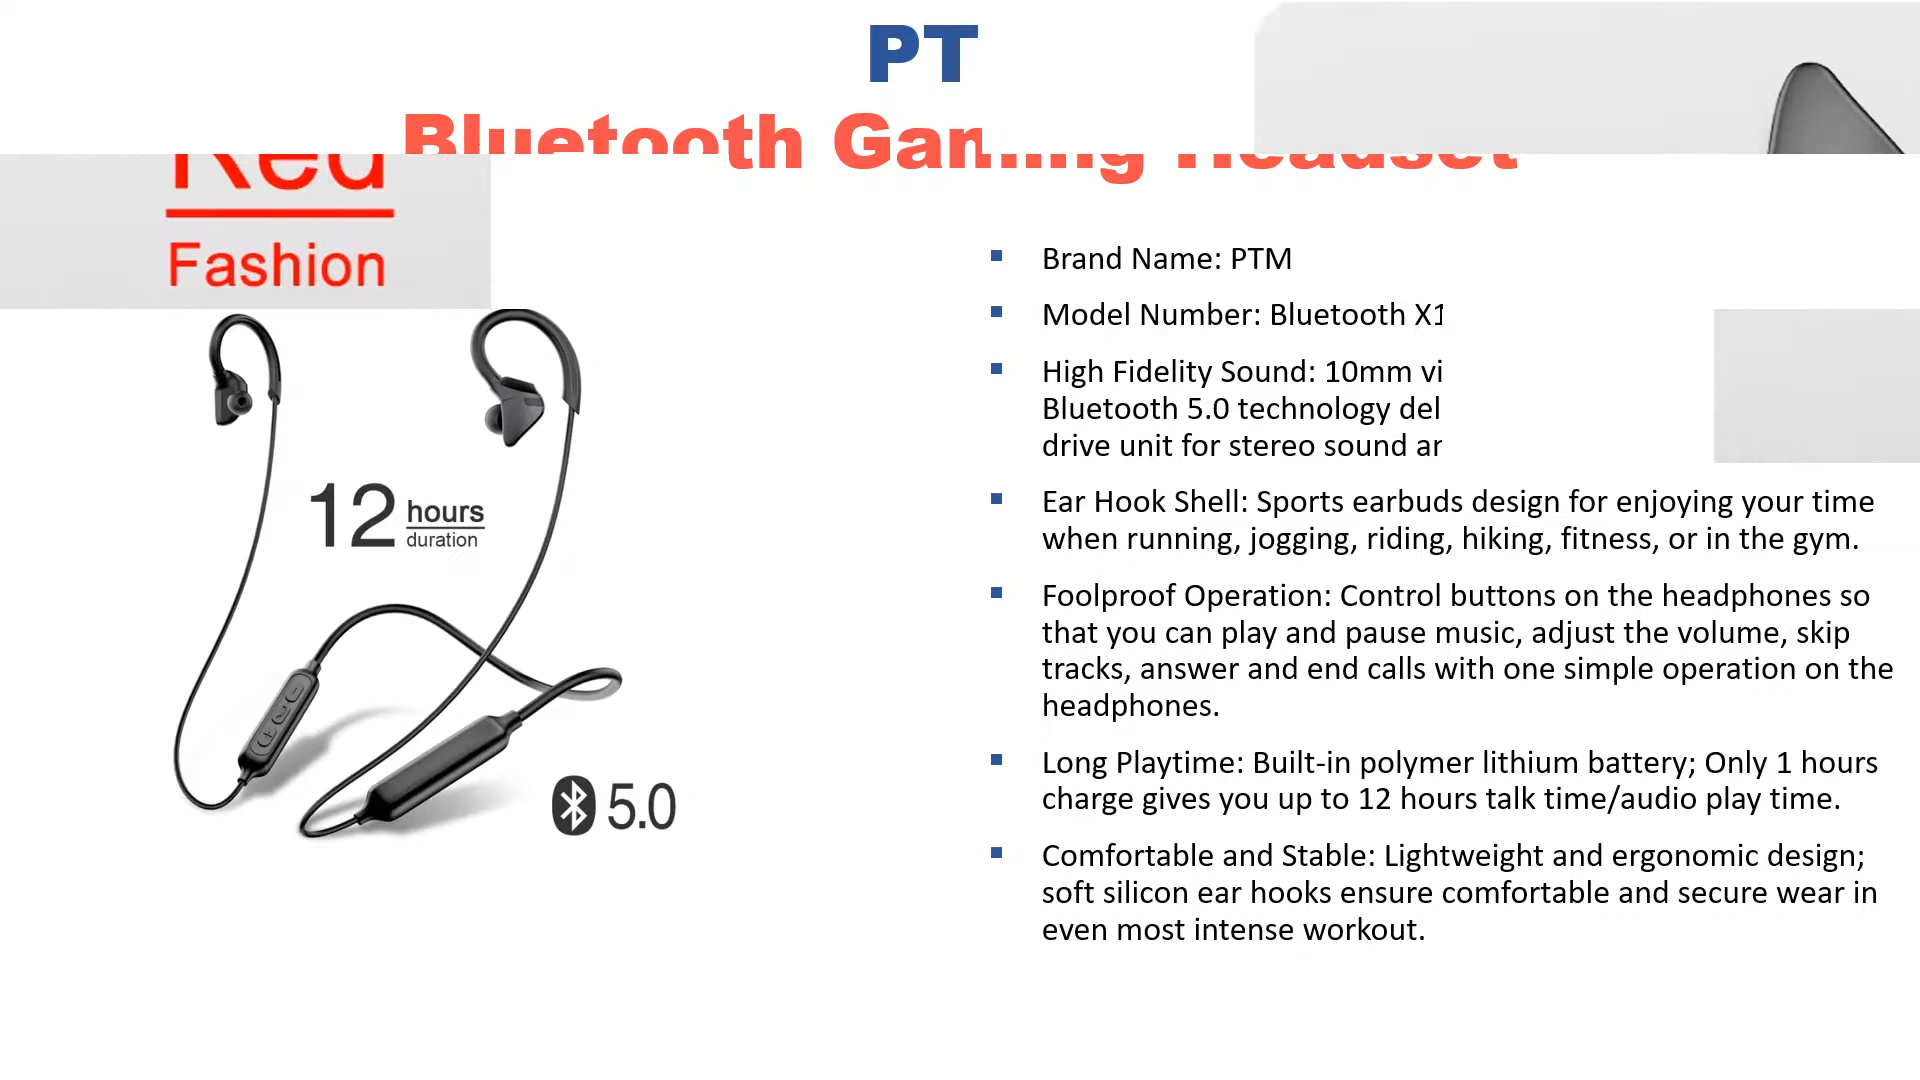 PT
Bluetooth Gaming Headset
Red
Fashion
12 hours
duration
5.0
Brand Name: PTM
Model Number: Bluetooth X1
High Fidelity Sound: 10mm
Bluetooth 5.0 technology
drive unit for stereo sound
Ear Hook Shell: Sports earbuds design for enjoying your time
when running, jogging, riding, hiking, fitness, or in the gym.
Foolproof Operation: Control buttons on the headphones so
that you can play and pause music, adjust the volume, skip
tracks, answer and end calls with one simple operation on the
headphones.
Long Playtime: Built-in polymer lithium battery; Only 1 hours
charge gives you up to 12 hours talk time/audio play time.
Comfortable and Stable: Lightweight and ergonomic design;
soft silicon ear hooks ensure comfortable and secure wear in
even most intense workout.